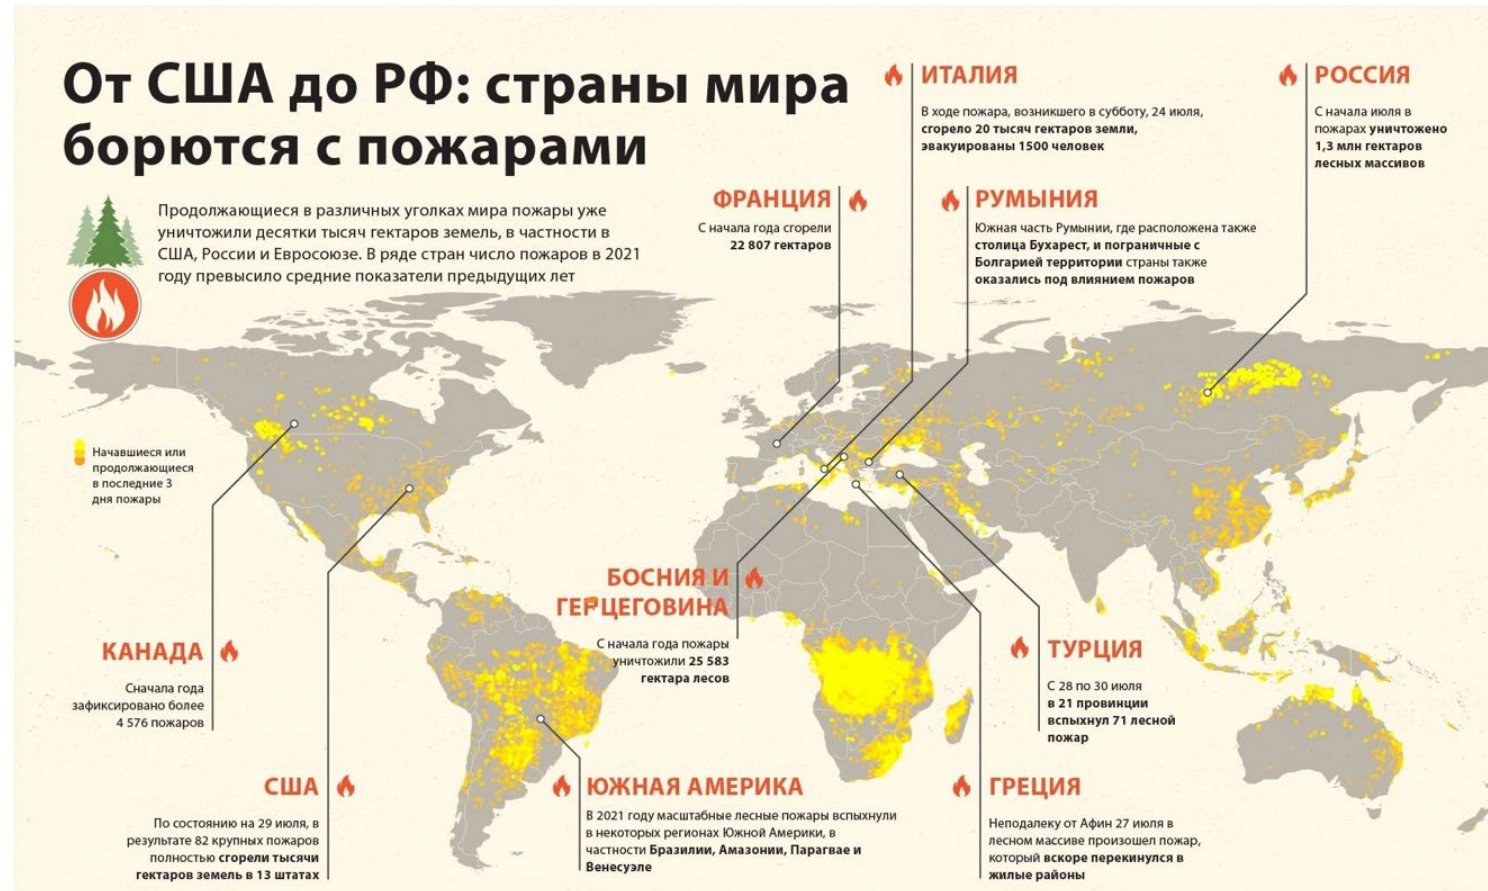 От США до РФ: страны мира
борются с пожарами
Продолжающиеся в различных уголках мира пожары уже
уничтожили десятки тысяч гектаров земель, в частности в
США, России и Евросоюзе. В ряде стран число пожаров в 2021
году превысило средние показатели предыдущих лет
ИТАЛИЯ
В ходе пожара, возникшего в субботу, 24 июля,
сгорело 20 тысяч гектаров земли,
эвакуированы 1500 человек
РОССИЯ
С начала июля в
пожарах уничтожено
1,3 млн гектаров
лесных массивов
ФРАНЦИЯ
С начала года сгорели
22 807 гектаров
РУМЫНИЯ
Южная часть Румынии, где расположена также
столица Бухарест, и пограничные с
Болгарией территории страны также
оказались под влиянием пожаров
Начавшиеся или
продолжающиеся
в последние 3
дня пожары
БОСНИЯ И
ГЕРЦЕГОВИНА
С начала года пожары
уничтожили 25 583
гектара лесов
КАНАДА
Сначала года
зафиксировано более
4 576 пожаров
ТУРЦИЯ
С 28 по 30 июля
в 21 провинции
вспыхнул 71 лесной
пожар
США
По состоянию на 29 июля, в
результате 82 крупных пожаров
полностью сгорели тысячи
гектаров земель в 13 штатах
ЮЖНАЯ АМЕРИКА
В 2021 году масштабные лесные пожары вспыхнули
в некоторых регионах Южной Америки, в
частности Бразилии, Амазонии, Парагвае и
Венесуэле
ГРЕЦИЯ
Неподалеку от Афин 27 июля в
лесном массиве произошел пожар,
который вскоре перекинулся в
жилые районы